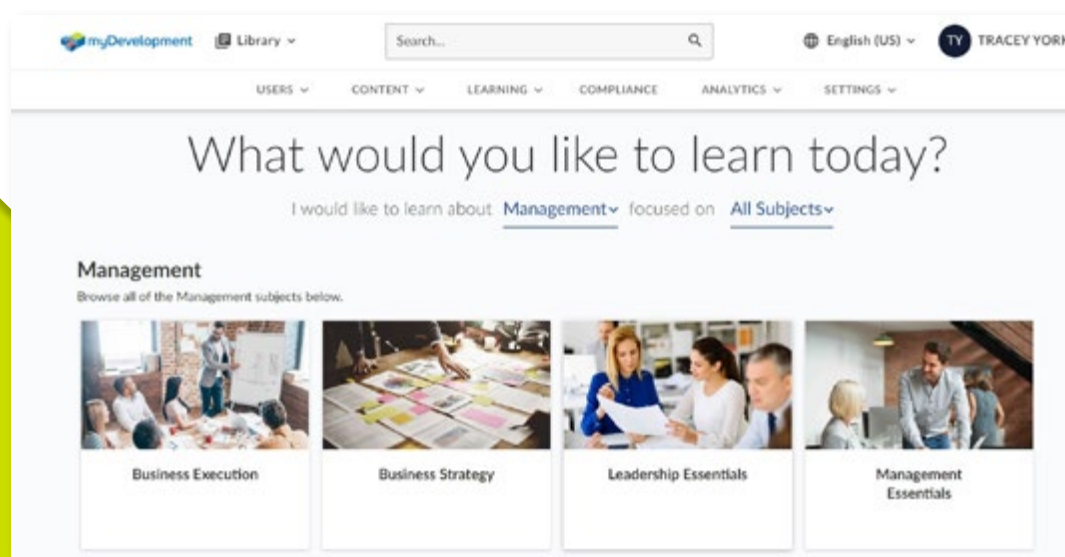 myDevelopment Library Search... English (US) TY TRACEY YORK
USERS CONTENT LEARNING COMPLIANCE ANALYTICS SETTINGS
What would you like to learn today?
I would like to learn about Management focused on All Subjects
Management
Browse all of the Management subjects below.
Business Execution
Business Strategy
Leadership Essentials
Management
Essentials